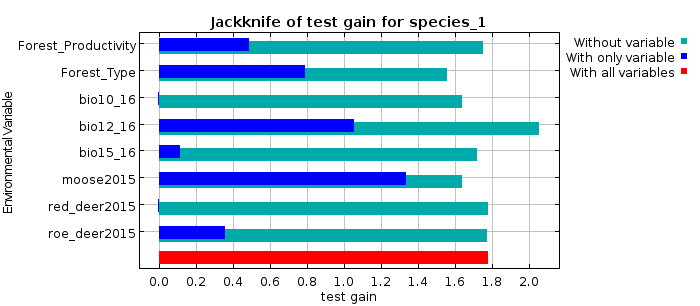 Jackknife of test gain for species_1
Environmental Variable
Forest_Productivity
Forest_Type
bio10_16
bio12_16
bio15_16
moose2015
red_deer2015
roe_deer2015
0.0 0.2 0.4 0.6 0.8 1.0 1.2 1.4 1.6 1.8 2.0
test gain
Without variable
With only variable
With all variables